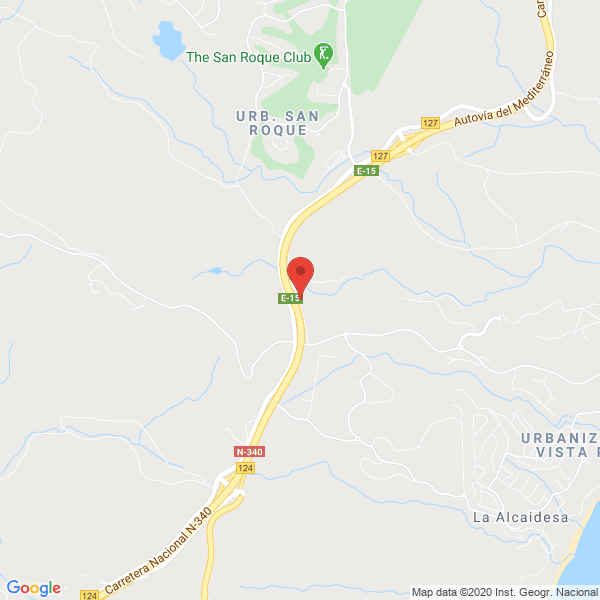 Car
The San Roque Club
URB. SAN
ROQUE
Autovía del Mediterráneo
127
127
E-15
E-15
N-340
124
URBANIZ
VISTA P
La Alcaidesa
Carretera Nacional N-340
124
Google
Map data ©2020 Inst. Geogr. Nacional